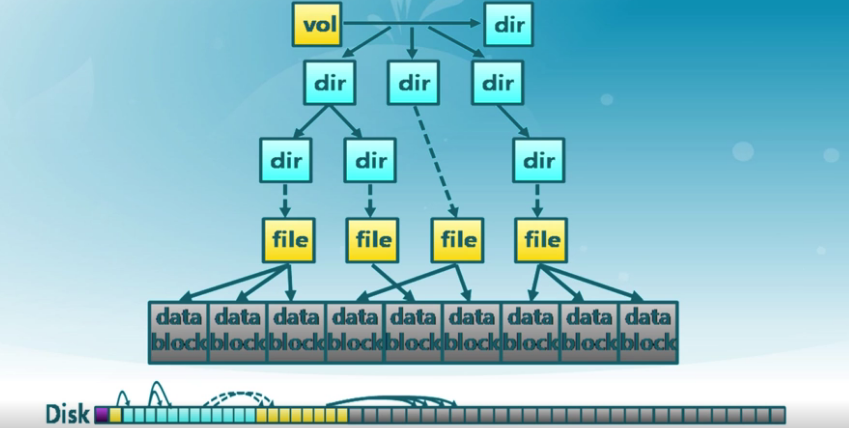 vol dir
dir dir dir
dir dir dir
file file file file
data data data data data data data data data
block block block block block block block block block
Disk